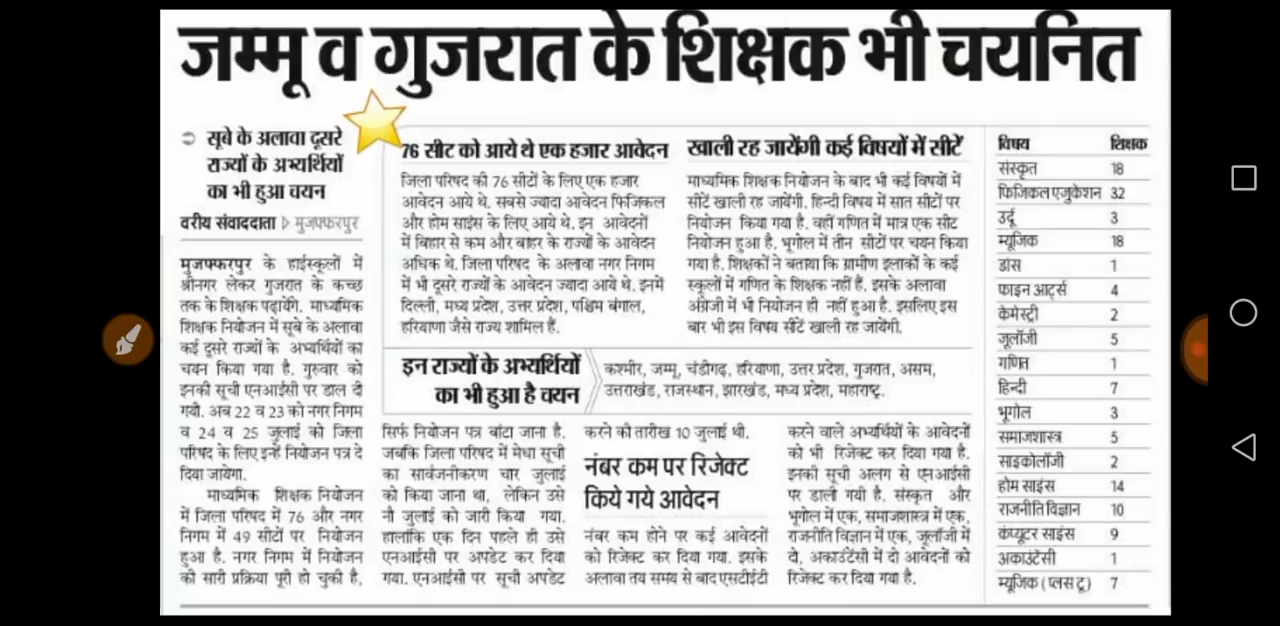 जम्मू व गुजरात के शिक्षक भी चयनित
सूबे के अलावा दूसरे
राज्यों के अभ्यर्थियों
का भी हुआ चयन
वरीय संवाददाता ▷ मुजफ्फरपुर
मुजफ्फरपुर के हाईस्कूलों में
श्रीनगर लेकर गुजरात के कच्छ
तक के शिक्षक पढ़ायेंगे. माध्यमिक
शिक्षक नियोजन में सूबे के अलावा
कई दूसरे राज्यों के अभ्यर्थियों का
चयन किया गया है. गुरुवार को
इनकी सूची एनआईसी पर डाल दी
गयी. अब 22 व 23 को नगर निगम
व 24 व 25 जुलाई को जिला
परिषद के लिए इन्हें नियोजन पत्र दे
दिया जायेगा.
माध्यमिक शिक्षक नियोजन
में जिला परिषद में 76 और नगर
निगम में 49 सीटों पर नियोजन
हुआ है. नगर निगम में नियोजन
की सारी प्रक्रिया पूरी हो चुकी है,
76 सीट को आये थे एक हजार आवेदन
जिला परिषद की 76 सीटों के लिए एक हजार
आवेदन आये थे. सबसे ज्यादा आवेदन फिजिकल
और होम साइंस के लिए आये थे. इन आवेदनों
में बिहार से कम और बाहर के राज्यों के आवेदन
अधिक थे. जिला परिषद के अलावा नगर निगम
में भी दूसरे राज्यों के आवेदन ज्यादा आये थे. इनमें
दिल्ली, मध्य प्रदेश, उत्तर प्रदेश, पश्चिम बंगाल,
हरियाणा जैसे राज्य शामिल हैं.
खाली रह जायेंगी कई विषयों में सीटें
माध्यमिक शिक्षक नियोजन के बाद भी कई विषयों में
सीटें खाली रह जायेंगी. हिन्दी विषय में सात सीटों पर
नियोजन किया गया है. वहीं गणित में मात्र एक सीट
नियोजन हुआ है. भूगोल में तीन सीटों पर चयन किया
गया है. शिक्षकों ने बताया कि ग्रामीण इलाकों के कई
स्कूलों में गणित के शिक्षक नहीं हैं. इसके अलावा
अंग्रेजी में भी नियोजन ही नहीं हुआ है. इसलिए इस
बार भी इस विषय सीटें खाली रह जायेंगी.
इन राज्यों के अभ्यर्थियों
का भी हुआ है चयन
कश्मीर, जम्मू, चंडीगढ़, हरियाणा, उत्तर प्रदेश, गुजरात, असम,
उत्तराखंड, राजस्थान, झारखंड, मध्य प्रदेश, महाराष्ट्र.
सिर्फ नियोजन पत्र बांटा जाना है.
जबकि जिला परिषद में मेधा सूची
का सार्वजनीकरण चार जुलाई
को किया जाना था, लेकिन उसे
नौ जुलाई को जारी किया गया.
हालांकि एक दिन पहले ही उसे
एनआईसी पर अपडेट कर दिया
गया. एनआईसी पर सूची अपडेट
करने की तारीख 10 जुलाई थी.
नंबर कम पर रिजेक्ट
किये गये आवेदन
नंबर कम होने पर कई आवेदनों
को रिजेक्ट कर दिया गया. इसके
अलावा तय समय से बाद एसटीईटी
करने वाले अभ्यर्थियों के आवेदनों
को भी रिजेक्ट कर दिया गया है.
इनकी सूची अलग से एनआईसी
पर डाली गयी है. संस्कृत और
भूगोल में एक, समाजशास्त्र में एक,
राजनीति विज्ञान में एक, जूलॉजी में
दो, अकाउंटेंसी में दो आवेदनों को
रिजेक्ट कर दिया गया है.
विषय शिक्षक
संस्कृत 18
फिजिकल एजुकेशन 32
उर्दू 3
म्यूजिक 18
डांस 1
फाइन आर्ट्स 4
केमेस्ट्री 2
जूलॉजी 5
गणित 1
हिन्दी 7
भूगोल 3
समाजशास्त्र 5
साइकोलॉजी 2
होम साइंस 14
राजनीति विज्ञान 10
कंप्यूटर साइंस 9
अकाउंटेंसी 1
म्यूजिक (प्लस टू) 7